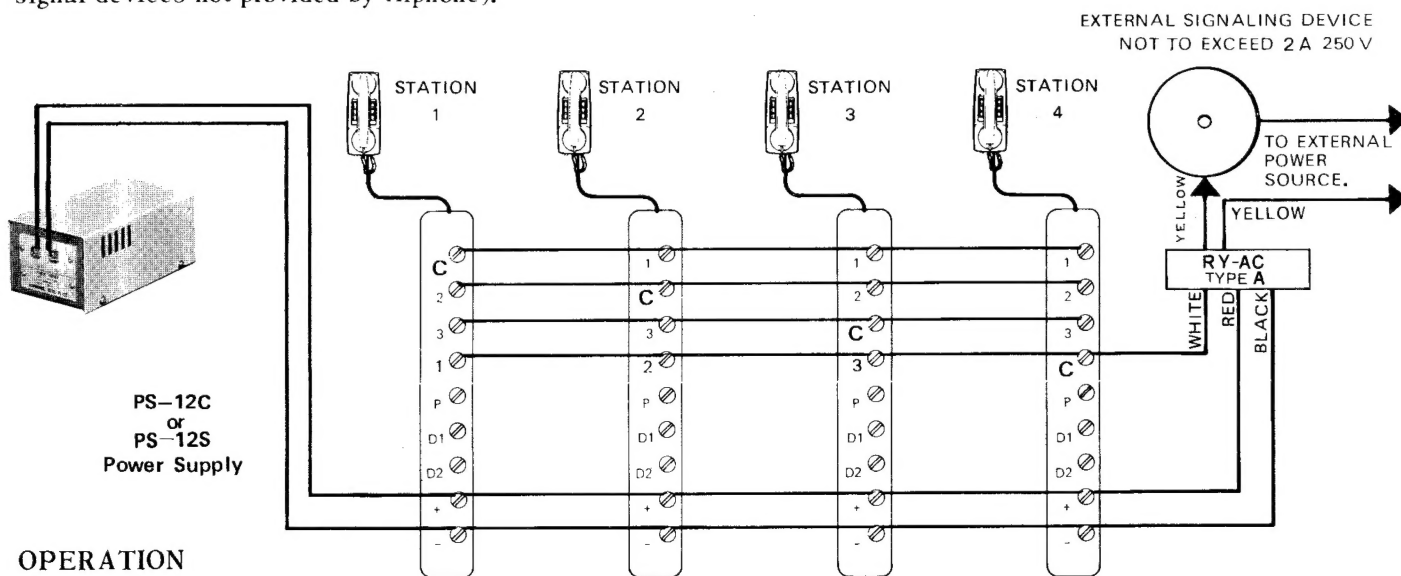 signal devices not provided by Aiphone).
EXTERNAL SIGNALING DEVICE
NOT TO EXCEED 2A 250V
STATION
1
STATION
2
STATION
3
STATION
4
TO EXTERNAL
POWER
SOURCE.
YELLOW
YELLOW
RY-AC
TYPE A
WHITE
RED
BLACK
C
2
3
1
P
D1
D2
+
-
1
C
3
2
P
D1
D2
+
-
1
2
C
3
P
D1
D2
+
-
1
2
3
C
P
D1
D2
+
-
PS-12C
or
PS-12S
Power Supply
OPERATION